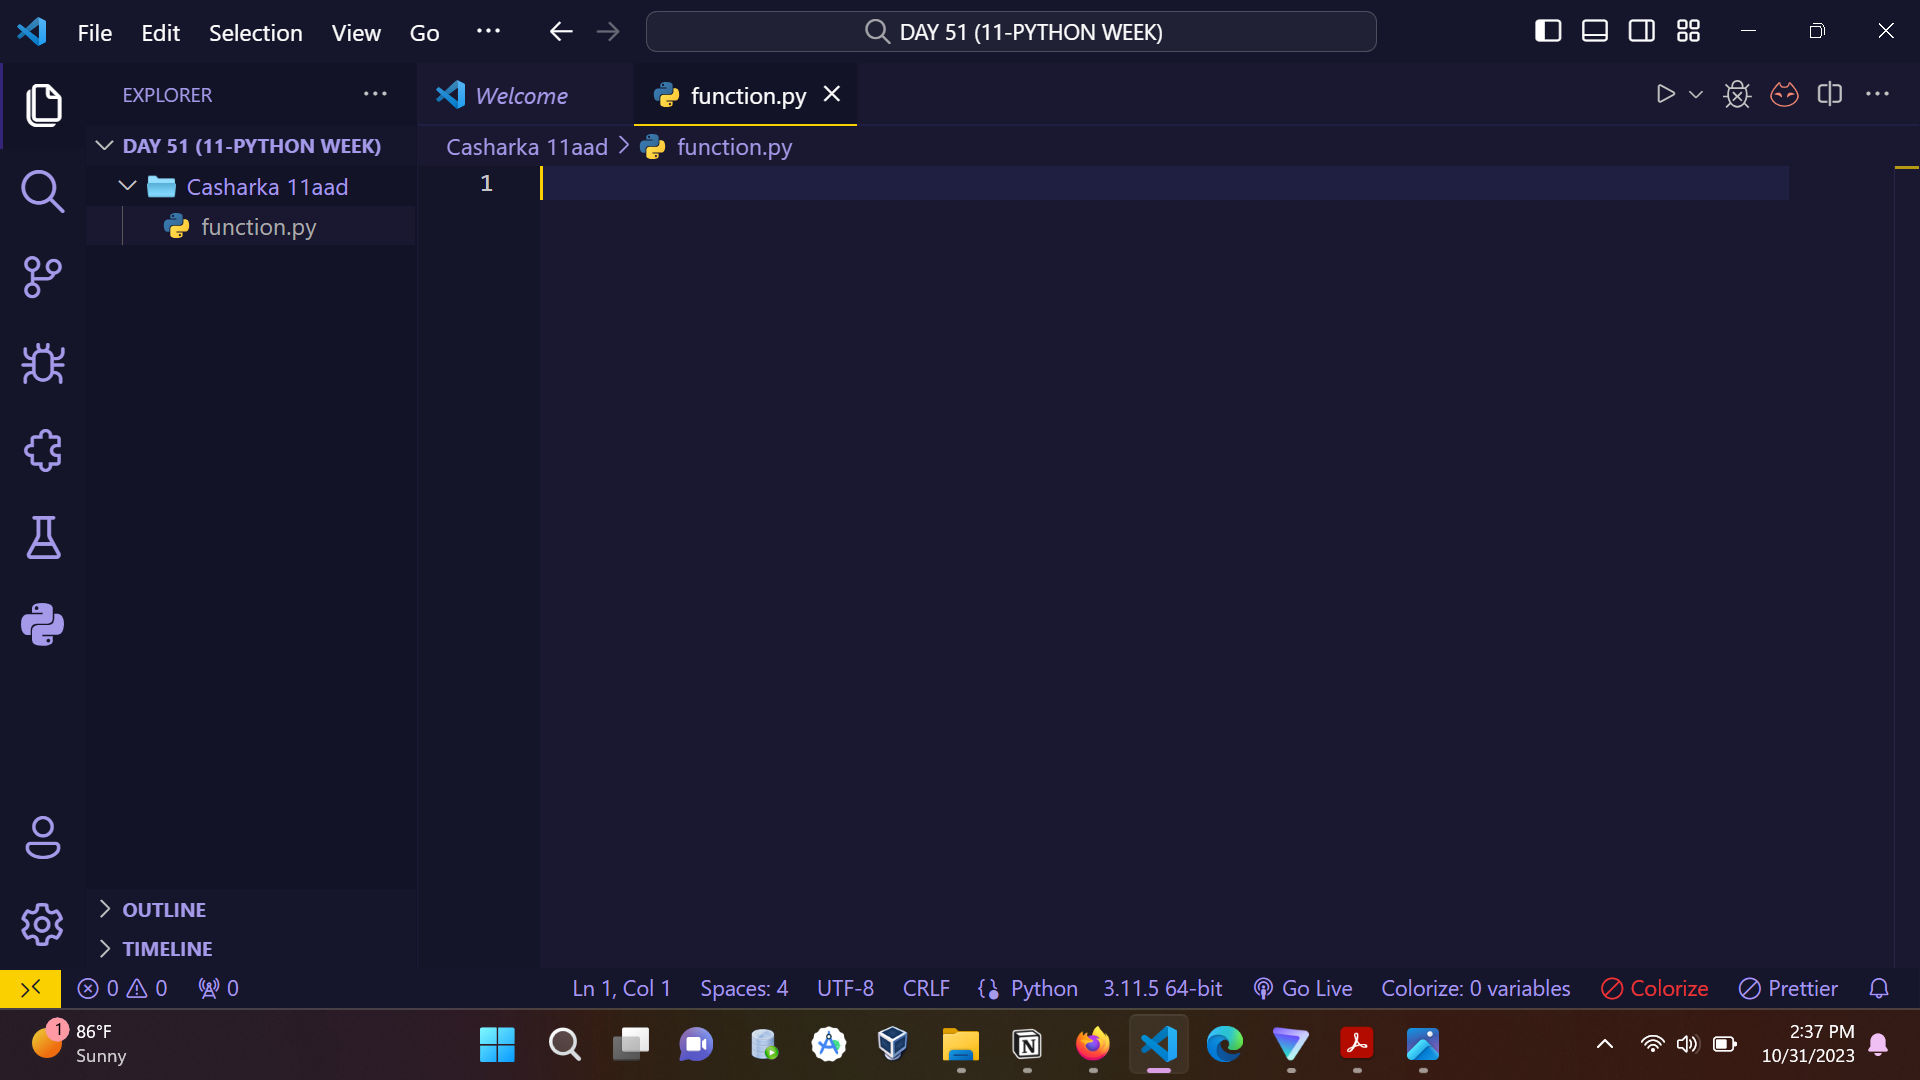 File Edit Selection View Go ··· DAY 51 (11-PYTHON WEEK)
EXPLORER ···
Welcome function.py
DAY 51 (11-PYTHON WEEK)
Casharka 11aad > function.py
Casharka 11aad
1
function.py
OUTLINE
TIMELINE
0 0 0 Ln 1, Col 1 Spaces: 4 UTF-8 CRLF Python 3.11.5 64-bit Go Live Colorize: 0 variables Colorize Prettier
1 86°F
Sunny
2:37 PM
10/31/2023